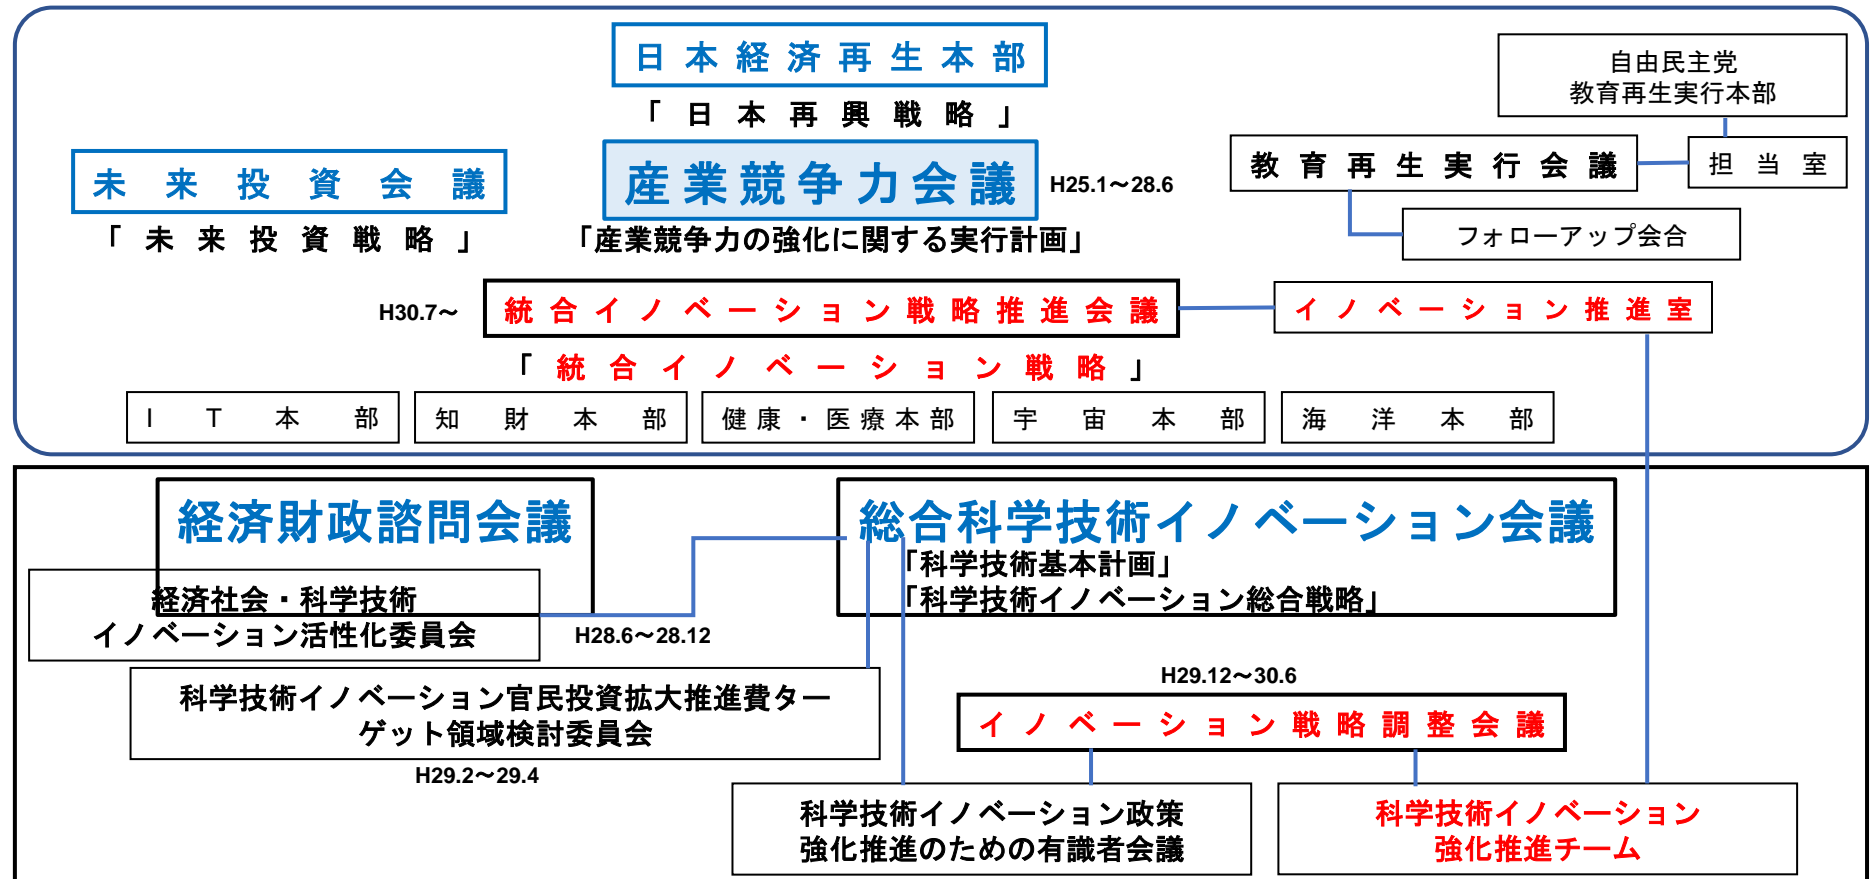 日本経済再生本部
「日本再興戦略」
自由民主党
教育再生実行本部
未来投資会議
「未来投資戦略」
産業競争力会議
H25.1～28.6
「産業競争力の強化に関する実行計画」
教育再生実行会議
担当室
フォローアップ会合
H30.7～
統合イノベーション戦略推進会議
イノベーション推進室
「統合イノベーション戦略」
IT本部
知財本部
健康・医療本部
宇宙本部
海洋本部
経済財政諮問会議
総合科学技術イノベーション会議
「科学技術基本計画」
「科学技術イノベーション総合戦略」
経済社会・科学技術
イノベーション活性化委員会
H28.6～28.12
科学技術イノベーション官民投資拡大推進費ター
ゲット領域検討委員会
H29.2～29.4
H29.12～30.6
イノベーション戦略調整会議
科学技術イノベーション政策
強化推進のための有識者会議
科学技術イノベーション
強化推進チーム